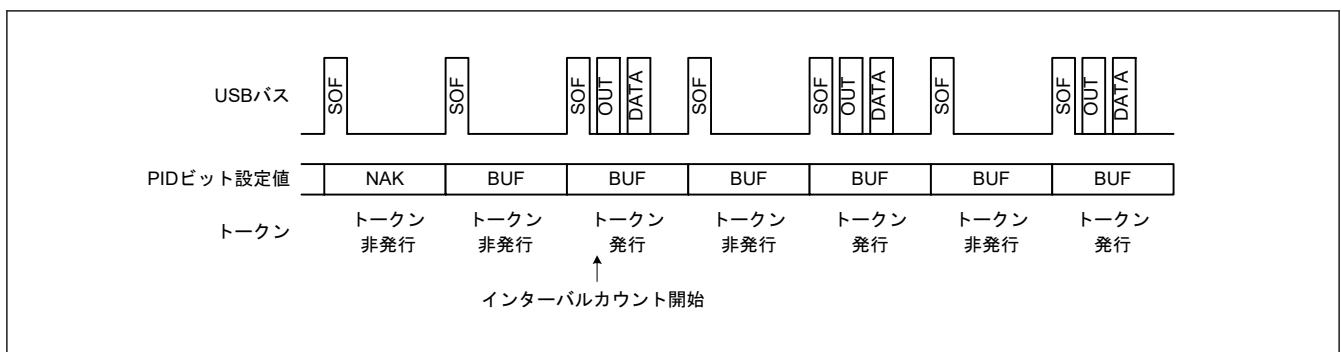 USBバス
SOF
SOF
SOF OUT DATA
SOF
SOF OUT DATA
SOF
SOF OUT DATA
PIDビット設定値 NAK BUF BUF BUF BUF BUF BUF
トークン
トークン
非発行
トークン
非発行
トークン
発行
トークン
非発行
トークン
発行
トークン
非発行
トークン
発行
インターバルカウント開始